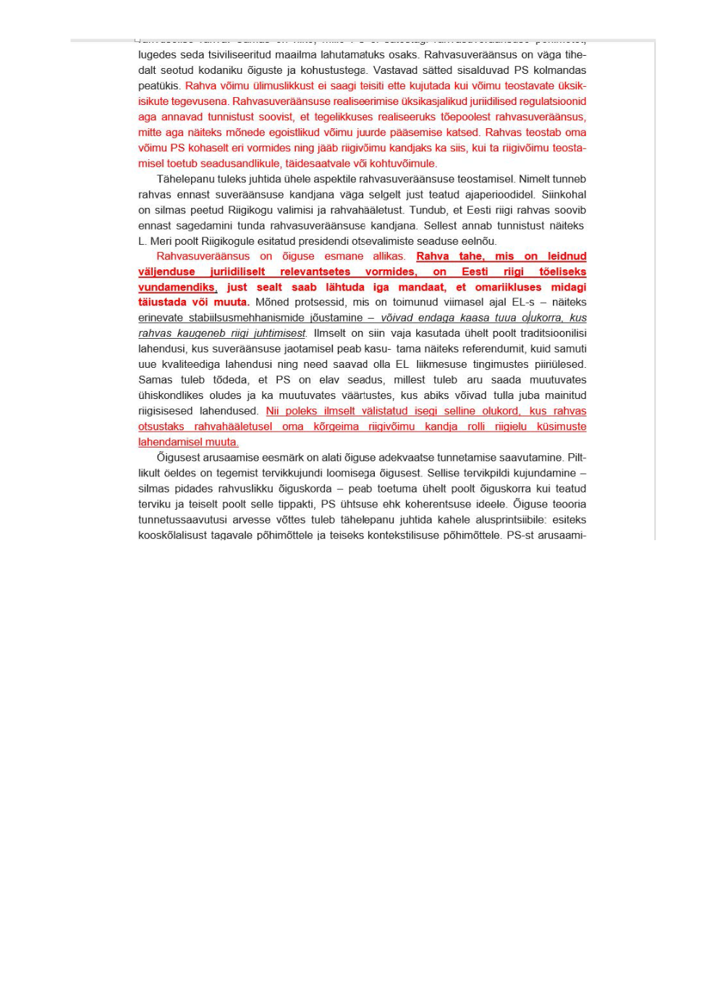 lugedes seda tsiviliseeritud maailma lahutamatuks osaks. Rahvasuveräänsus on väga tihe-
dalt seotud kodaniku õiguste ja kohustustega. Vastavad sätted sisalduvad PS kolmandas
peatükis. Rahva võimu ülimuslikkust ei saagi teisiti ette kujutada kui võimu teostavate üksik-
isikute tegevusena. Rahvasuveräänsuse realiseerimise üksikasjalikud juriidilised regulatsioonid
aga annavad tunnistust soovist, et tegelikkuses realiseeruks tõepoolest rahvasuveräänsus,
mitte aga näiteks mõnede egoistlikud võimu juurde pääsemise katsed. Rahvas teostab oma
võimu PS kohaselt eri vormides ning jääb riigivõimu kandjaks ka siis, kui ta riigivõimu teosta-
misel toetub seadusandlikule, täidesaatvale või kohtuvõimule.
Tähelepanu tuleks juhtida ühele aspektile rahvasuveräänsuse teostamisel. Nimelt tunneb
rahvas ennast suveräänsuse kandjana väga selgelt just teatud ajaperioodidel. Siinkohal
on silmas peetud Riigikogu valimisi ja rahvahääletust. Tundub, et Eesti riigi rahvas soovib
ennast sagedamini tunda rahvasuveräänsuse kandjana. Sellest annab tunnistust näiteks
L. Meri poolt Riigikogule esitatud presidendi otsevalimiste seaduse eelnõu.
Rahvasuveräänsus on õiguse esmane allikas. Rahva tahe, mis on leidnud
väljenduse juriidiliselt relevantsetes vormides, on Eesti riigi tõeliseks
vundamendiks, just sealt saab lähtuda iga mandaat, et omariikluses midagi
täiustada või muuta. Mõned protsessid, mis on toimunud viimasel ajal EL-s – näiteks
erinevate stabiilsusmehhanismide jõustamine – võivad endaga kaasa tuua olukorra, kus
rahvas kaugeneb riigi juhtimisest. Ilmselt on siin vaja kasutada ühelt poolt traditsioonilisi
lahendusi, kus suveräänsuse jaotamisel peab kasu- tama näiteks referendumit, kuid samuti
uue kvaliteediga lahendusi ning need saavad olla EL liikmesuse tingimustes piiriülesed.
Samas tuleb tõdeda, et PS on elav seadus, millest tuleb aru saada muutuvates
ühiskondlikes oludes ja ka muutuvates väärtustes, kus abiks võivad tulla juba mainitud
riigisisesed lahendused. Nii poleks ilmselt välistatud isegi selline olukord, kus rahvas
otsustaks rahvahääletusel oma kõrgeima riigivõimu kandja rolli riigielu küsimuste
lahendamisel muuta.
Õigusest arusaamise eesmärk on alati õiguse adekvaatse tunnetamise saavutamine. Pilt-
likult öeldes on tegemist tervikkujundi loomisega õigusest. Sellise tervikpildi kujundamine –
silmas pidades rahvuslikku õiguskorda – peab toetuma ühelt poolt õiguskorra kui teatud
terviku ja teiselt poolt selle tippakti, PS ühtsuse ehk koherentsuse ideele. Õiguse teooria
tunnetussaavutusi arvesse võttes tuleb tähelepanu juhtida kahele alusprintsiibile: esiteks
kooskõlalisust tagavale põhimõttele ja teiseks kontekstilisuse põhimõttele. PS-st arusaami-